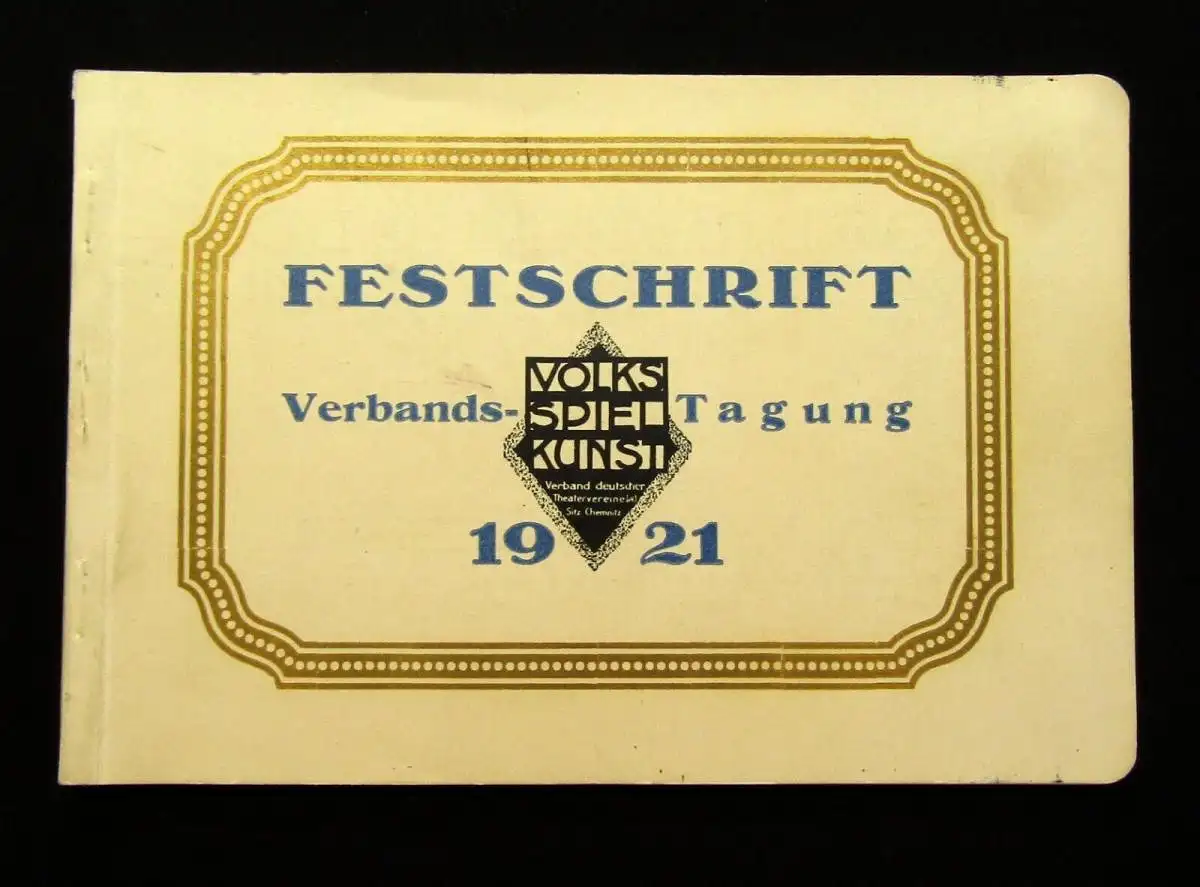 FESTSCHRIFT
Verbands-Tagung
VOLKS
SPIEL
KUNST
Verband deutscher
Theatervereine
Sitz Chemnitz
19 21